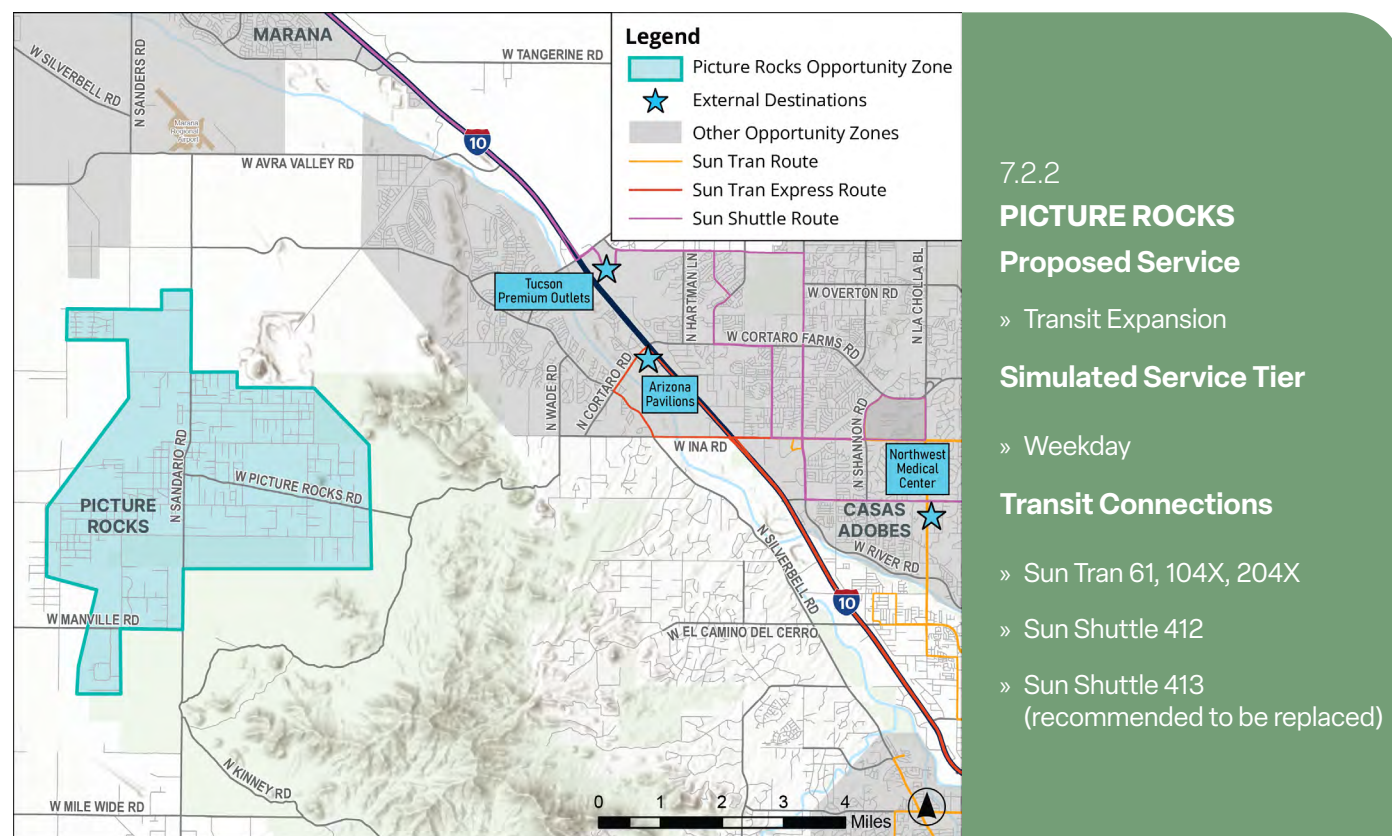 MARANA
W TANGERINE RD
W SILVERBELL RD
N SANDERS RD
Marana
Regional
Airport
10
W AVRA VALLEY RD
Legend
Picture Rocks Opportunity Zone
External Destinations
Other Opportunity Zones
Sun Tran Route
Sun Tran Express Route
Sun Shuttle Route
Tucson
Premium Outlets
N HARTMAN LN
W OVERTON RD
N LA CHOLLA BL
W CORTARO FARMS RD
N WADE RD
N CORTARO RD
Arizona
Pavilions
N SHANNON RD
W INA RD
Northwest
Medical
Center
N SANDARIO RD
W PICTURE ROCKS RD
PICTURE
ROCKS
CASAS
ADOBES
W RIVER RD
N SILVERBELL RD
10
W MANVILLE RD
W EL CAMINO DEL CERRO
N KINNEY RD
W MILE WIDE RD
0 1 2 3 4
Miles
7.2.2
PICTURE ROCKS
Proposed Service
» Transit Expansion
Simulated Service Tier
» Weekday
Transit Connections
» Sun Tran 61, 104X, 204X
» Sun Shuttle 412
» Sun Shuttle 413
(recommended to be replaced)